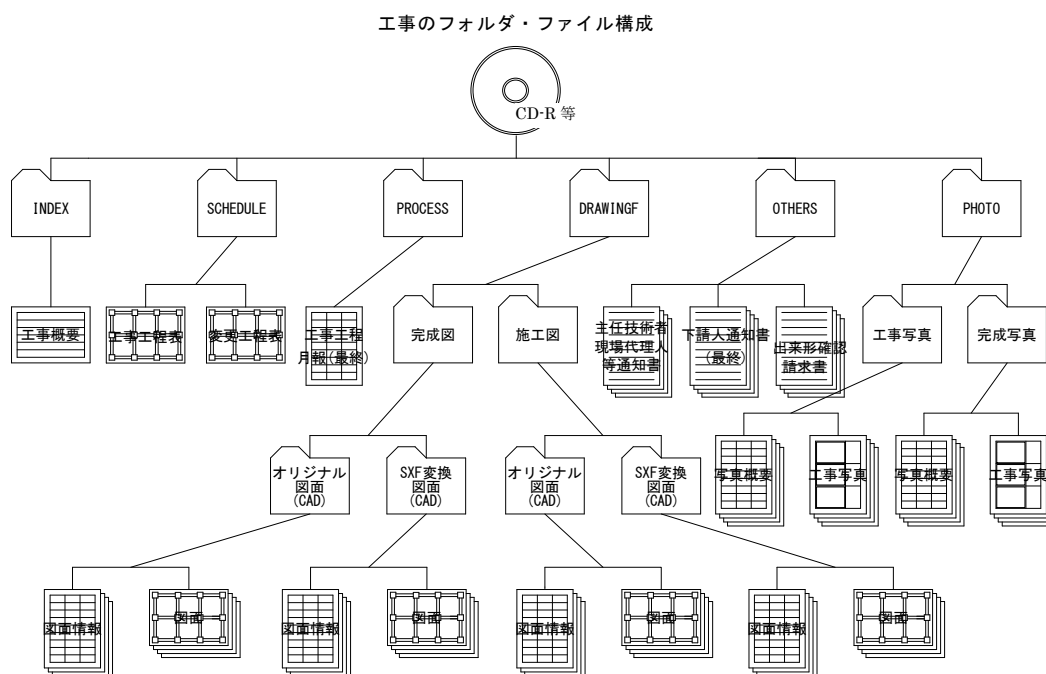 工事のフォルダ・ファイル構成
CD-R 等
INDEX
SCHEDULE
PROCESS
DRAWINGF
OTHERS
PHOTO
工事概要
工事工程表
変更工程表
工事工程
月報(最終)
完成図
施工図
主任技術者
現場代理人
等通知書
下請人通知書
(最終)
出来形確認
請求書
工事写真
完成写真
オリジナル
図面
(CAD)
SXF変換
図面
(CAD)
オリジナル
図面
(CAD)
SXF変換
図面
(CAD)
写真概要
工事写真
写真概要
工事写真
図面情報
図面
図面情報
図面
図面情報
図面
図面情報
図面